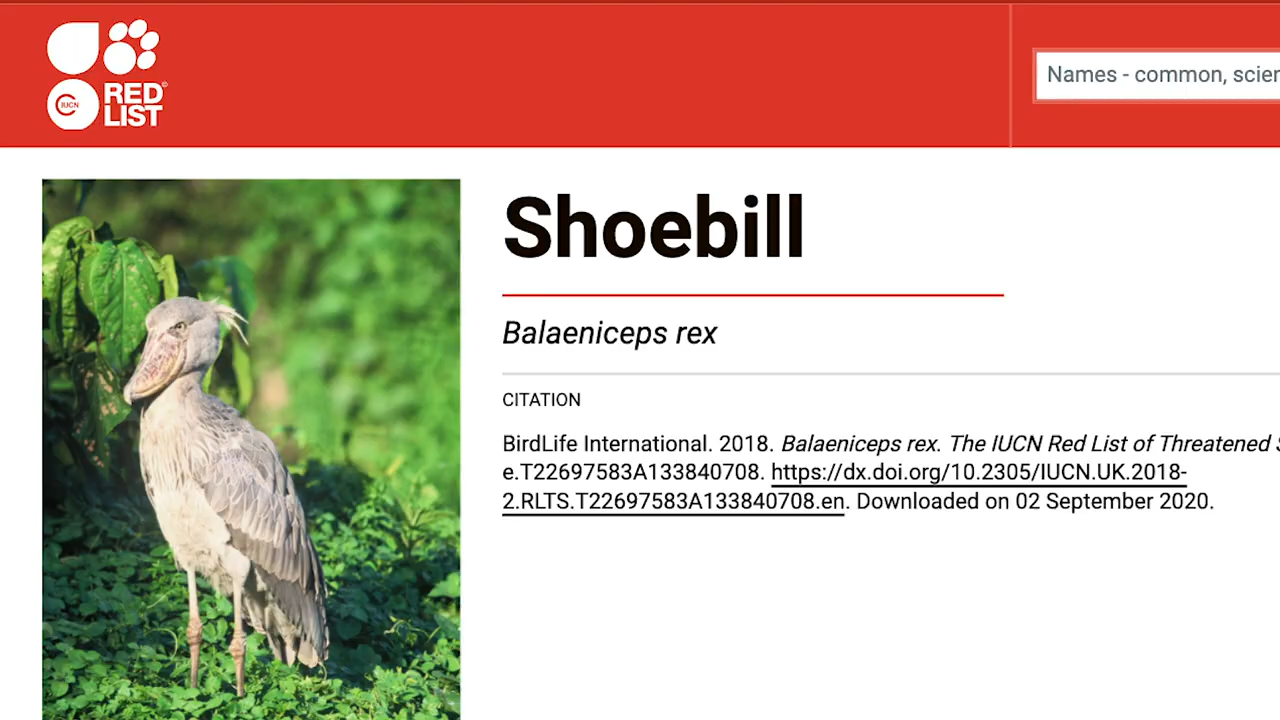 IUCN
RED
LIST
Names - common, scien
Shoebill
Balaeniceps rex
CITATION
BirdLife International. 2018. Balaeniceps rex. The IUCN Red List of Threatened S
e.T22697583A133840708. https://dx.doi.org/10.2305/IUCN.UK.2018-
2.RLTS.T22697583A133840708.en. Downloaded on 02 September 2020.